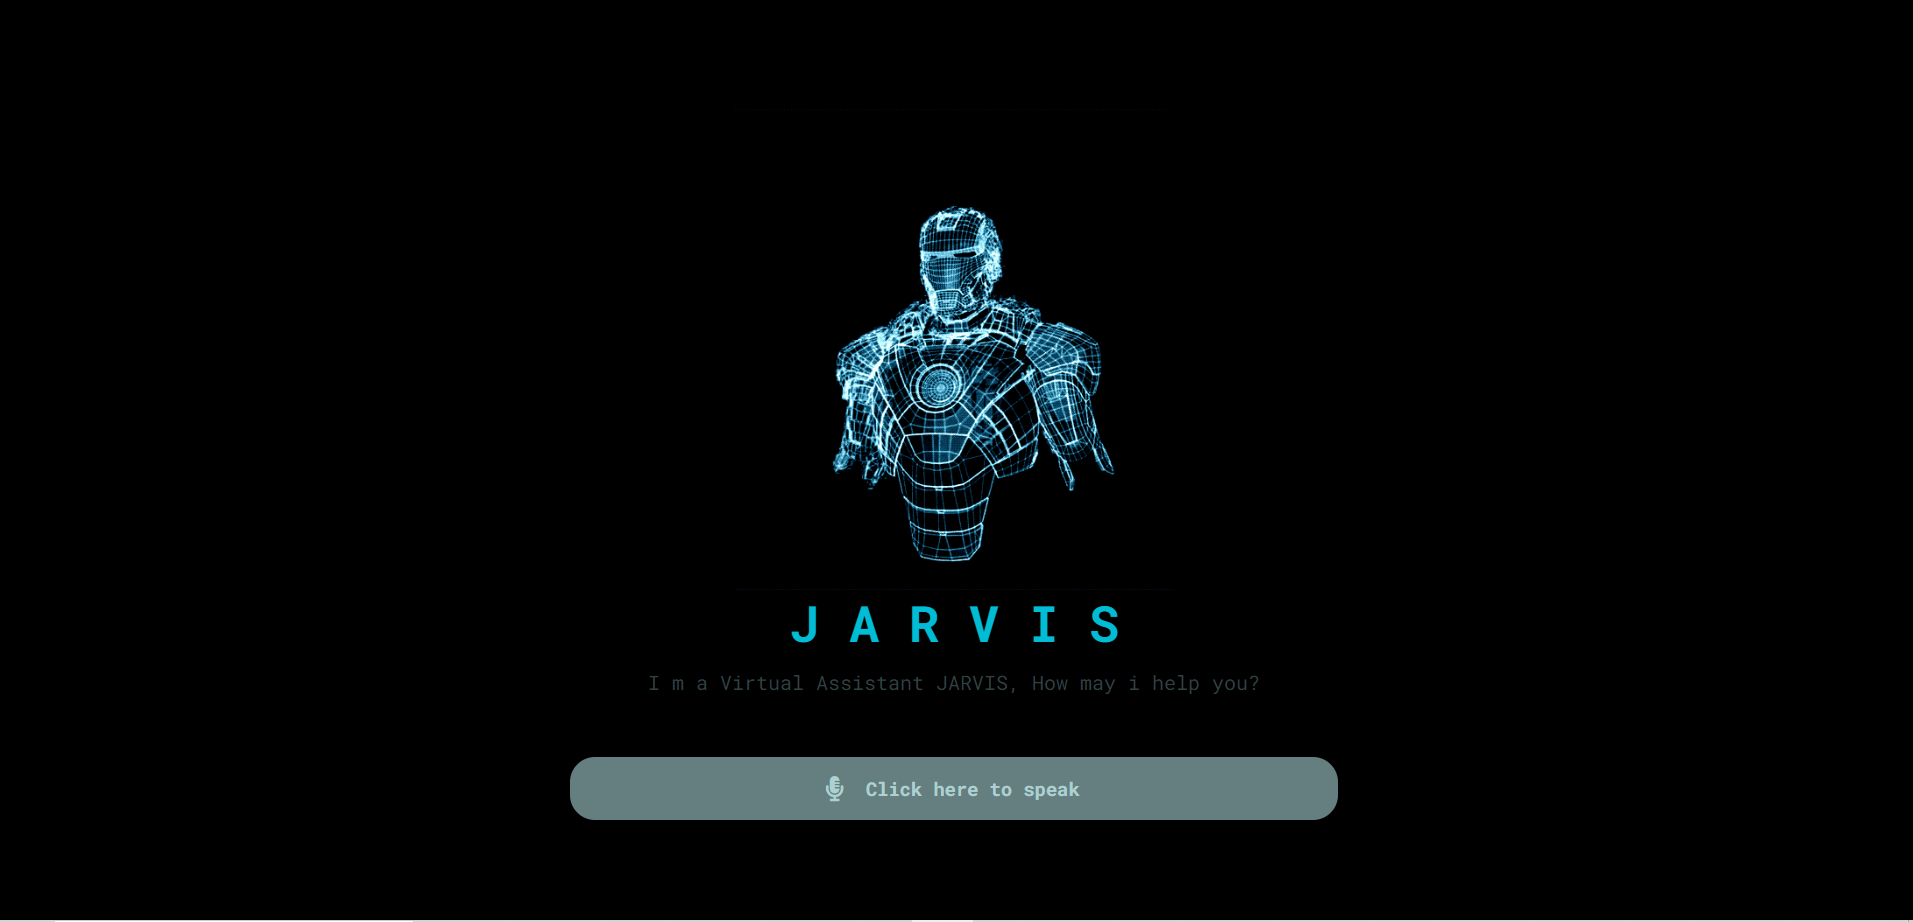 J A R V I S
I m a Virtual Assistant JARVIS, How may i help you?
Click here to speak